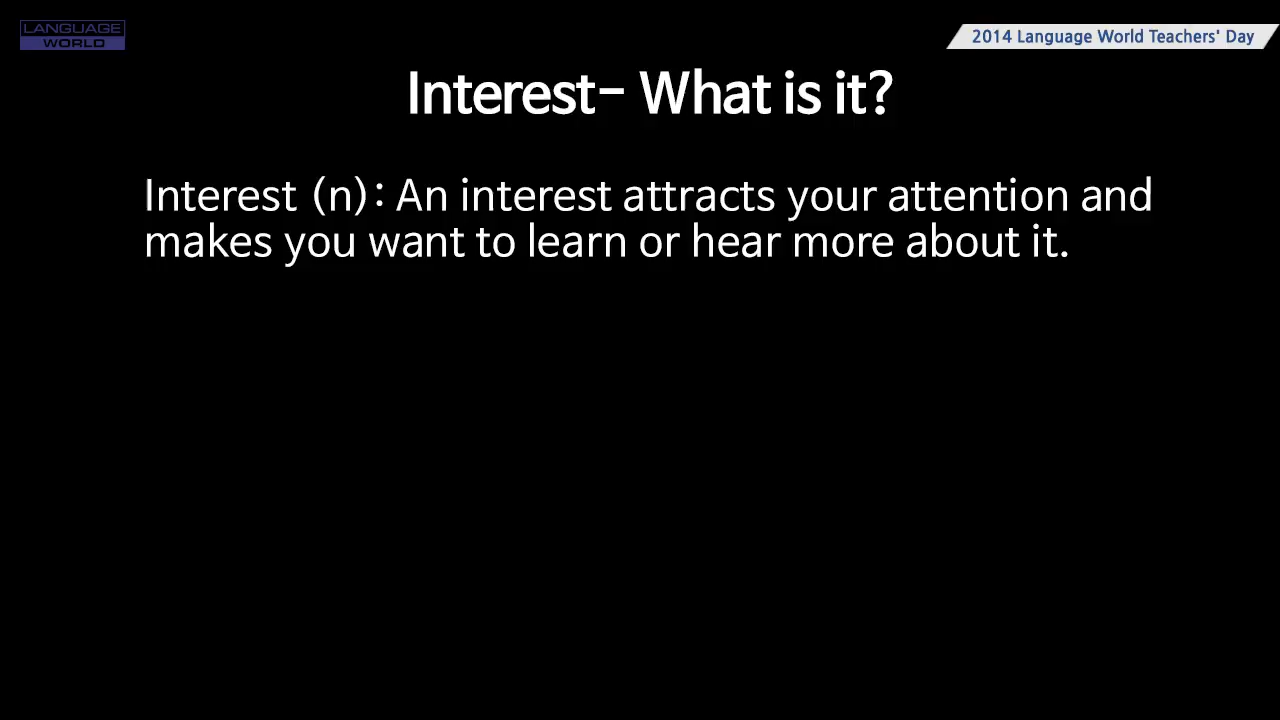 LANGUAGE
WORLD
2014 Language World Teachers' Day
Interest- What is it?
Interest (n): An interest attracts your attention and
makes you want to learn or hear more about it.